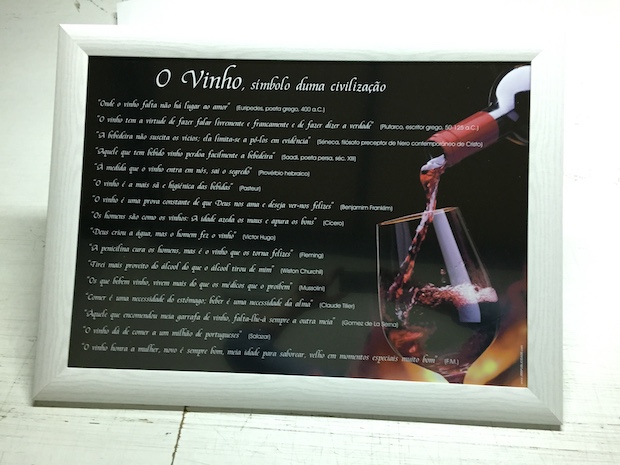 O Vinho, símbolo duma civilização
"Onde o vinho falta não há lugar ao amor" (Eurípedes, poeta grego, 400 a.C.)
"O vinho tem a virtude de fazer falar livremente e francamente e de fazer dizer a verdade" (Plutarco, escritor grego, 50-125 d.C.)
"A bebedeira não suscita os vícios; ela limita-se a pô-los em evidência" (Séneca, filósofo preceptor de Nero contemporâneo de Cristo)
"Aquele que tem bebido vinho perdoa facilmente a bebedeira" (Saadi, poeta persa, séc. XIII)
"À medida que o vinho entra em nós, sai o segredo" (Provérbio hebraico)
"O vinho é a mais sã e higiénica das bebidas" (Pasteur)
"O vinho é uma prova constante de que Deus nos ama e deseja ver-nos felizes" (Benjamim Franklim)
"Os homens são como os vinhos: A idade azeda os maus e apura os bons" (Cicero)
"Deus criou a água, mas o homem fez o vinho" (Victor Hugo)
"A penicilina cura os homens, mas é o vinho que os torna felizes" (Fleming)
"Tirei mais proveito do álcool do que o álcool tirou de mim" (Wiston Churchil)
"Os que bebem vinho, vivem mais do que os médicos que o proíbem" (Mussolini)
"Comer é uma necessidade do estômago; beber é uma necessidade da alma" (Claude Tilier)
"Aquele que encomendou meia garrafa de vinho, falta-lhe sempre a outra meia" (Gomez de La Serna)
"O vinho dá de comer a um milhão de portugueses" (Salazar)
"O vinho honra a mulher, novo é sempre bom, meia idade para saborear, velho em momentos especiais muito bom" (F.M.)